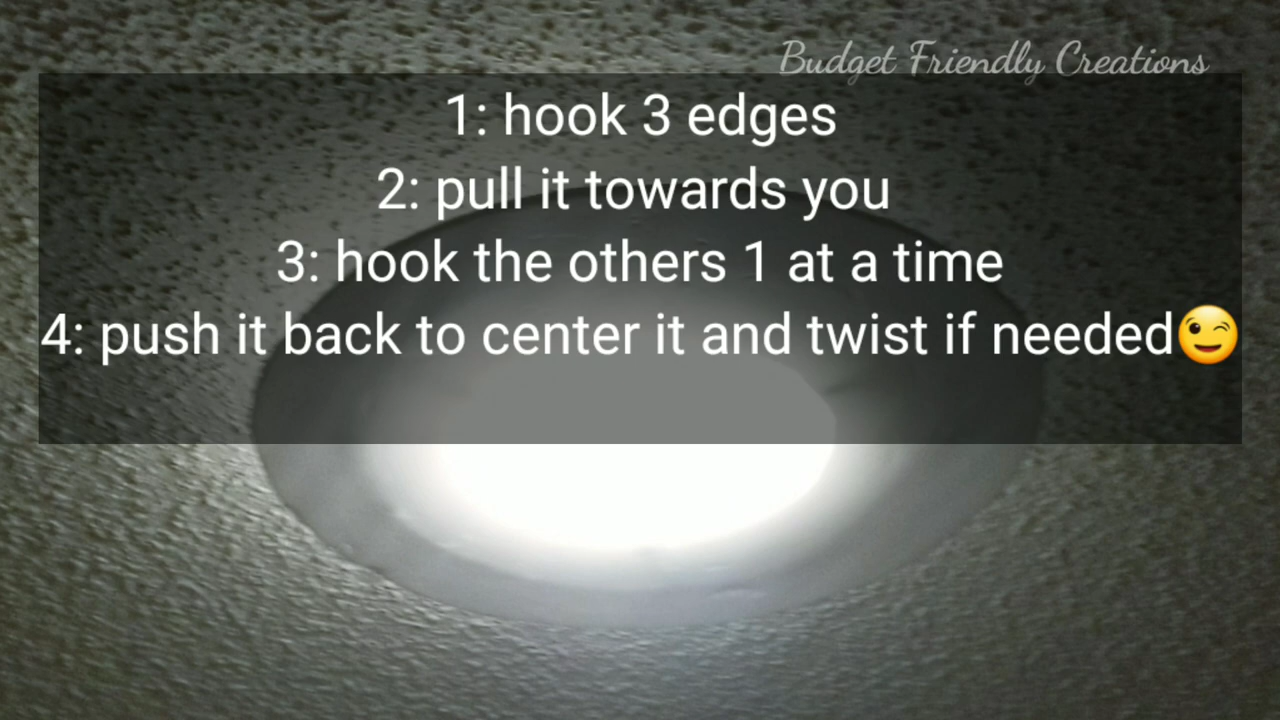 Budget Friendly Creations
1: hook 3 edges
2: pull it towards you
3: hook the others 1 at a time
4: push it back to center it and twist if needed😉